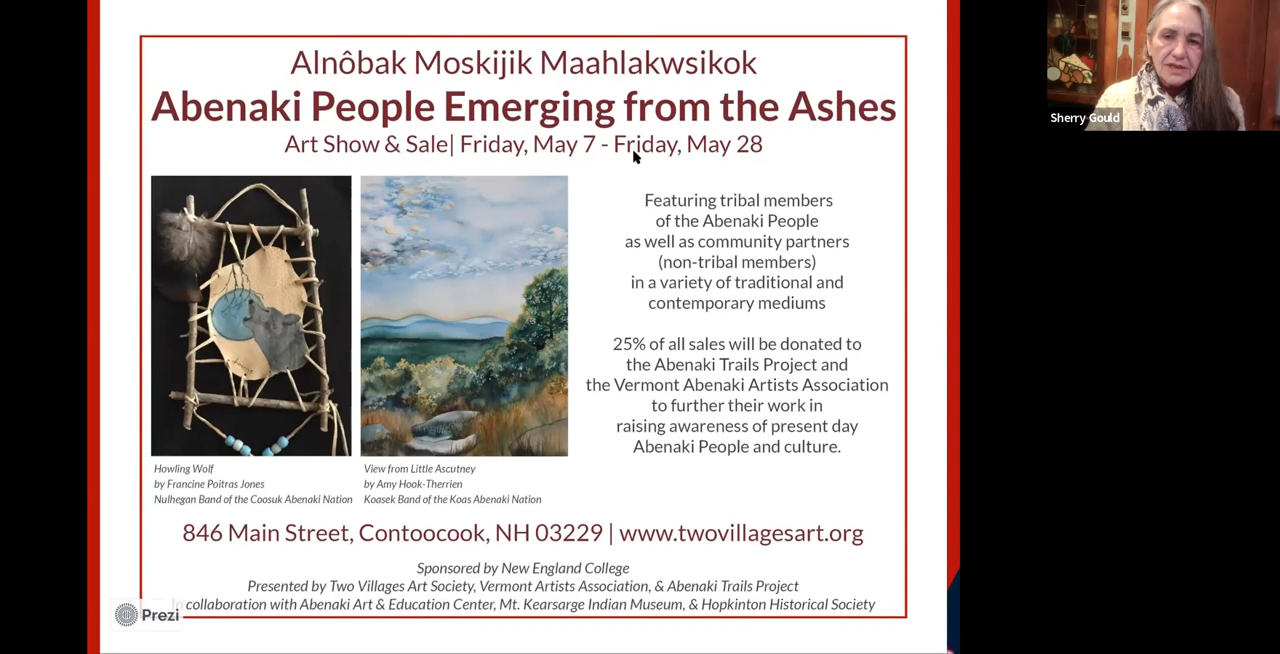 Alnôbak Moskijik Maahlakwsikok
Abenaki People Emerging from the Ashes
Art Show & Sale| Friday, May 7 - Friday, May 28
Featuring tribal members
of the Abenaki People
as well as community partners
(non-tribal members)
in a variety of traditional and
contemporary mediums
25% of all sales will be donated to
the Abenaki Trails Project and
the Vermont Abenaki Artists Association
to further their work in
raising awareness of present day
Abenaki People and culture.
Howling Wolf
by Francine Poitras Jones
Nulhegan Band of the Coosuk Abenaki Nation
View from Little Ascutney
by Amy Hook-Therrien
Koasek Band of the Koas Abenaki Nation
846 Main Street, Contoocook, NH 03229 | www.twovillagesart.org
Sponsored by New England College
Presented by Two Villages Art Society, Vermont Artists Association, & Abenaki Trails Project
In collaboration with Abenaki Art & Education Center, Mt. Kearsarge Indian Museum, & Hopkinton Historical Society
Prezi
Sherry Gould